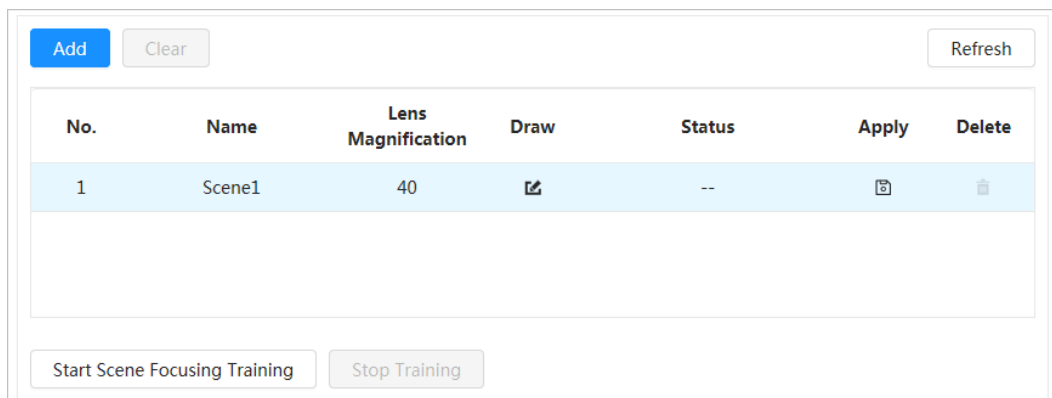 Add Clear Refresh
No. Name Lens Magnification Draw Status Apply Delete
1 Scene1 40 --
Start Scene Focusing Training Stop Training